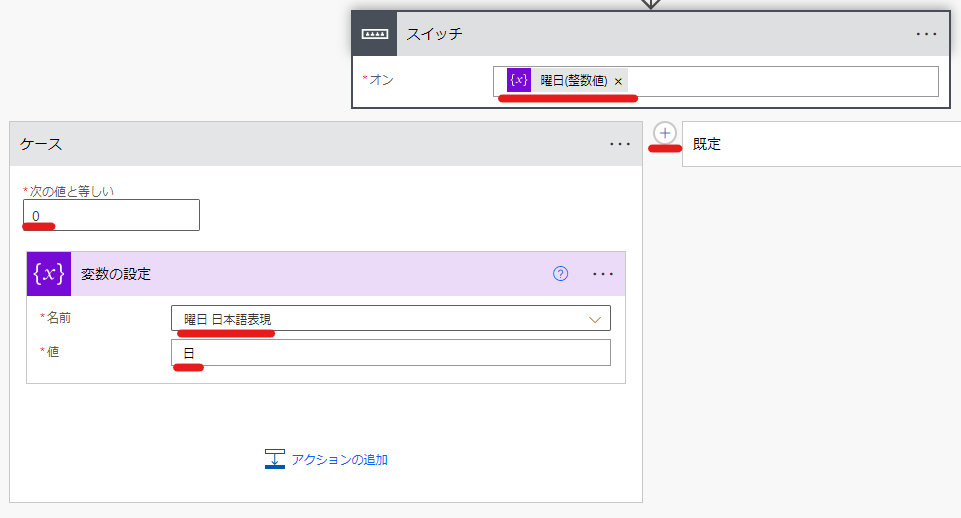 スイッチ
*オン
{x} 曜日(整数値) ×
ケース
既定
*次の値と等しい
0
{x} 変数の設定
*名前
曜日 日本語表現
*値
日
アクションの追加